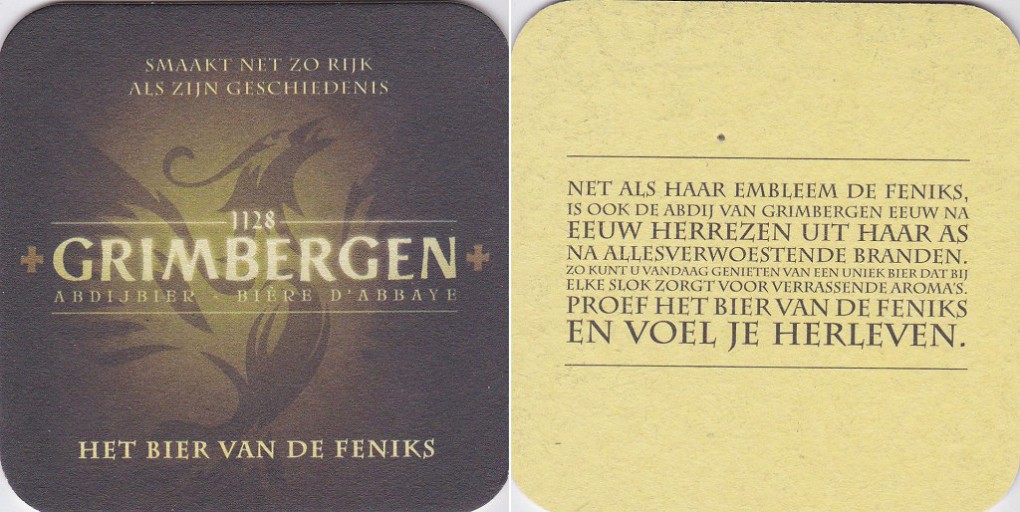 SMAAKT NET ZO RIJK
ALS ZIJN GESCHIEDENIS
1128
GRIMBERGEN
ABDIJBIER - BIÈRE D'ABBAYE
HET BIER VAN DE FENIKS
NET ALS HAAR EMBLEEM DE FENIKS,
IS OOK DE ABDIJ VAN GRIMBERGEN EEUW NA
EEUW HERREZEN UIT HAAR AS
NA ALLESVERWOESTENDE BRANDEN.
ZO KUNT U VANDAAG GENIETEN VAN EEN UNIEK BIER DAT BIJ
ELKE SLOK ZORGT VOOR VERRASSENDE AROMA'S.
PROEF HET BIER VAN DE FENIKS
EN VOEL JE HERLEVEN.